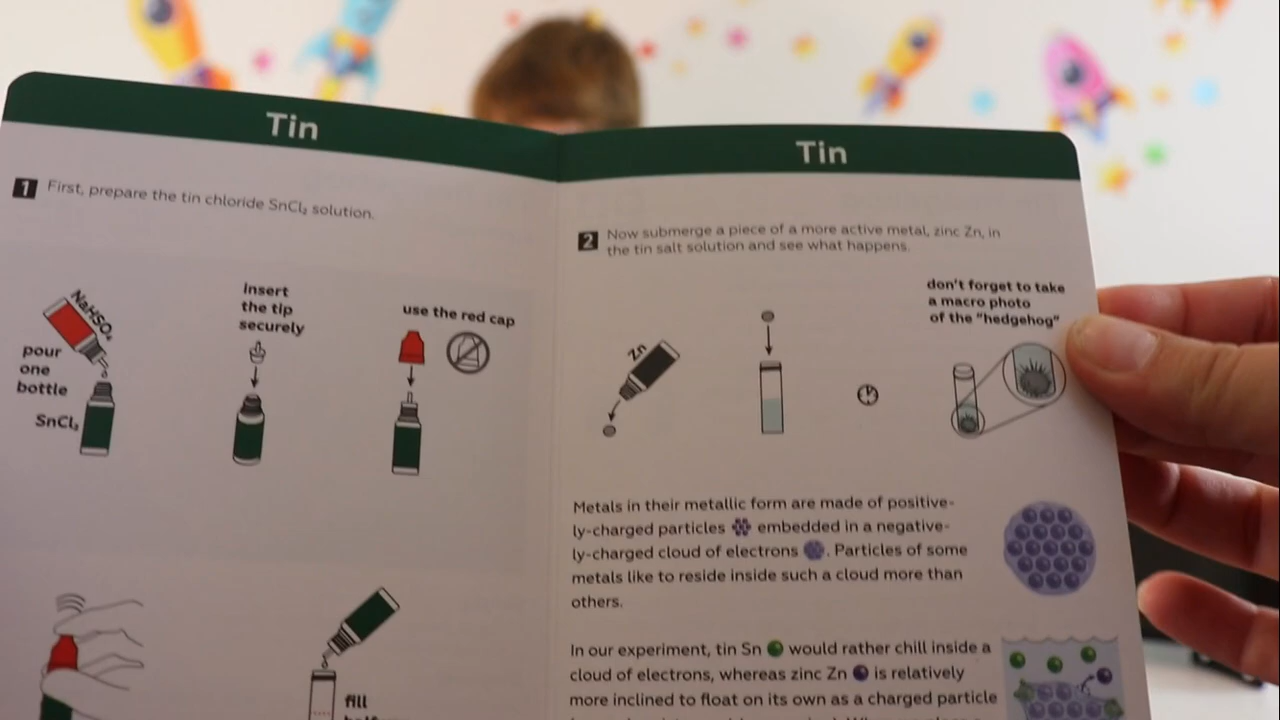 Tin
1 First, prepare the tin chloride SnCl₂ solution.
NaHSO₄
pour
one
bottle
SnCl₂
insert
the tip
securely
use the red cap
fill
Tin
2 Now submerge a piece of a more active metal, zinc Zn, in
the tin salt solution and see what happens.
Zn
don't forget to take
a macro photo
of the "hedgehog"
Metals in their metallic form are made of positive-
ly-charged particles embedded in a negative-
ly-charged cloud of electrons . Particles of some
metals like to reside inside such a cloud more than
others.
In our experiment, tin Sn would rather chill inside a
cloud of electrons, whereas zinc Zn is relatively
more inclined to float on its own as a charged particle